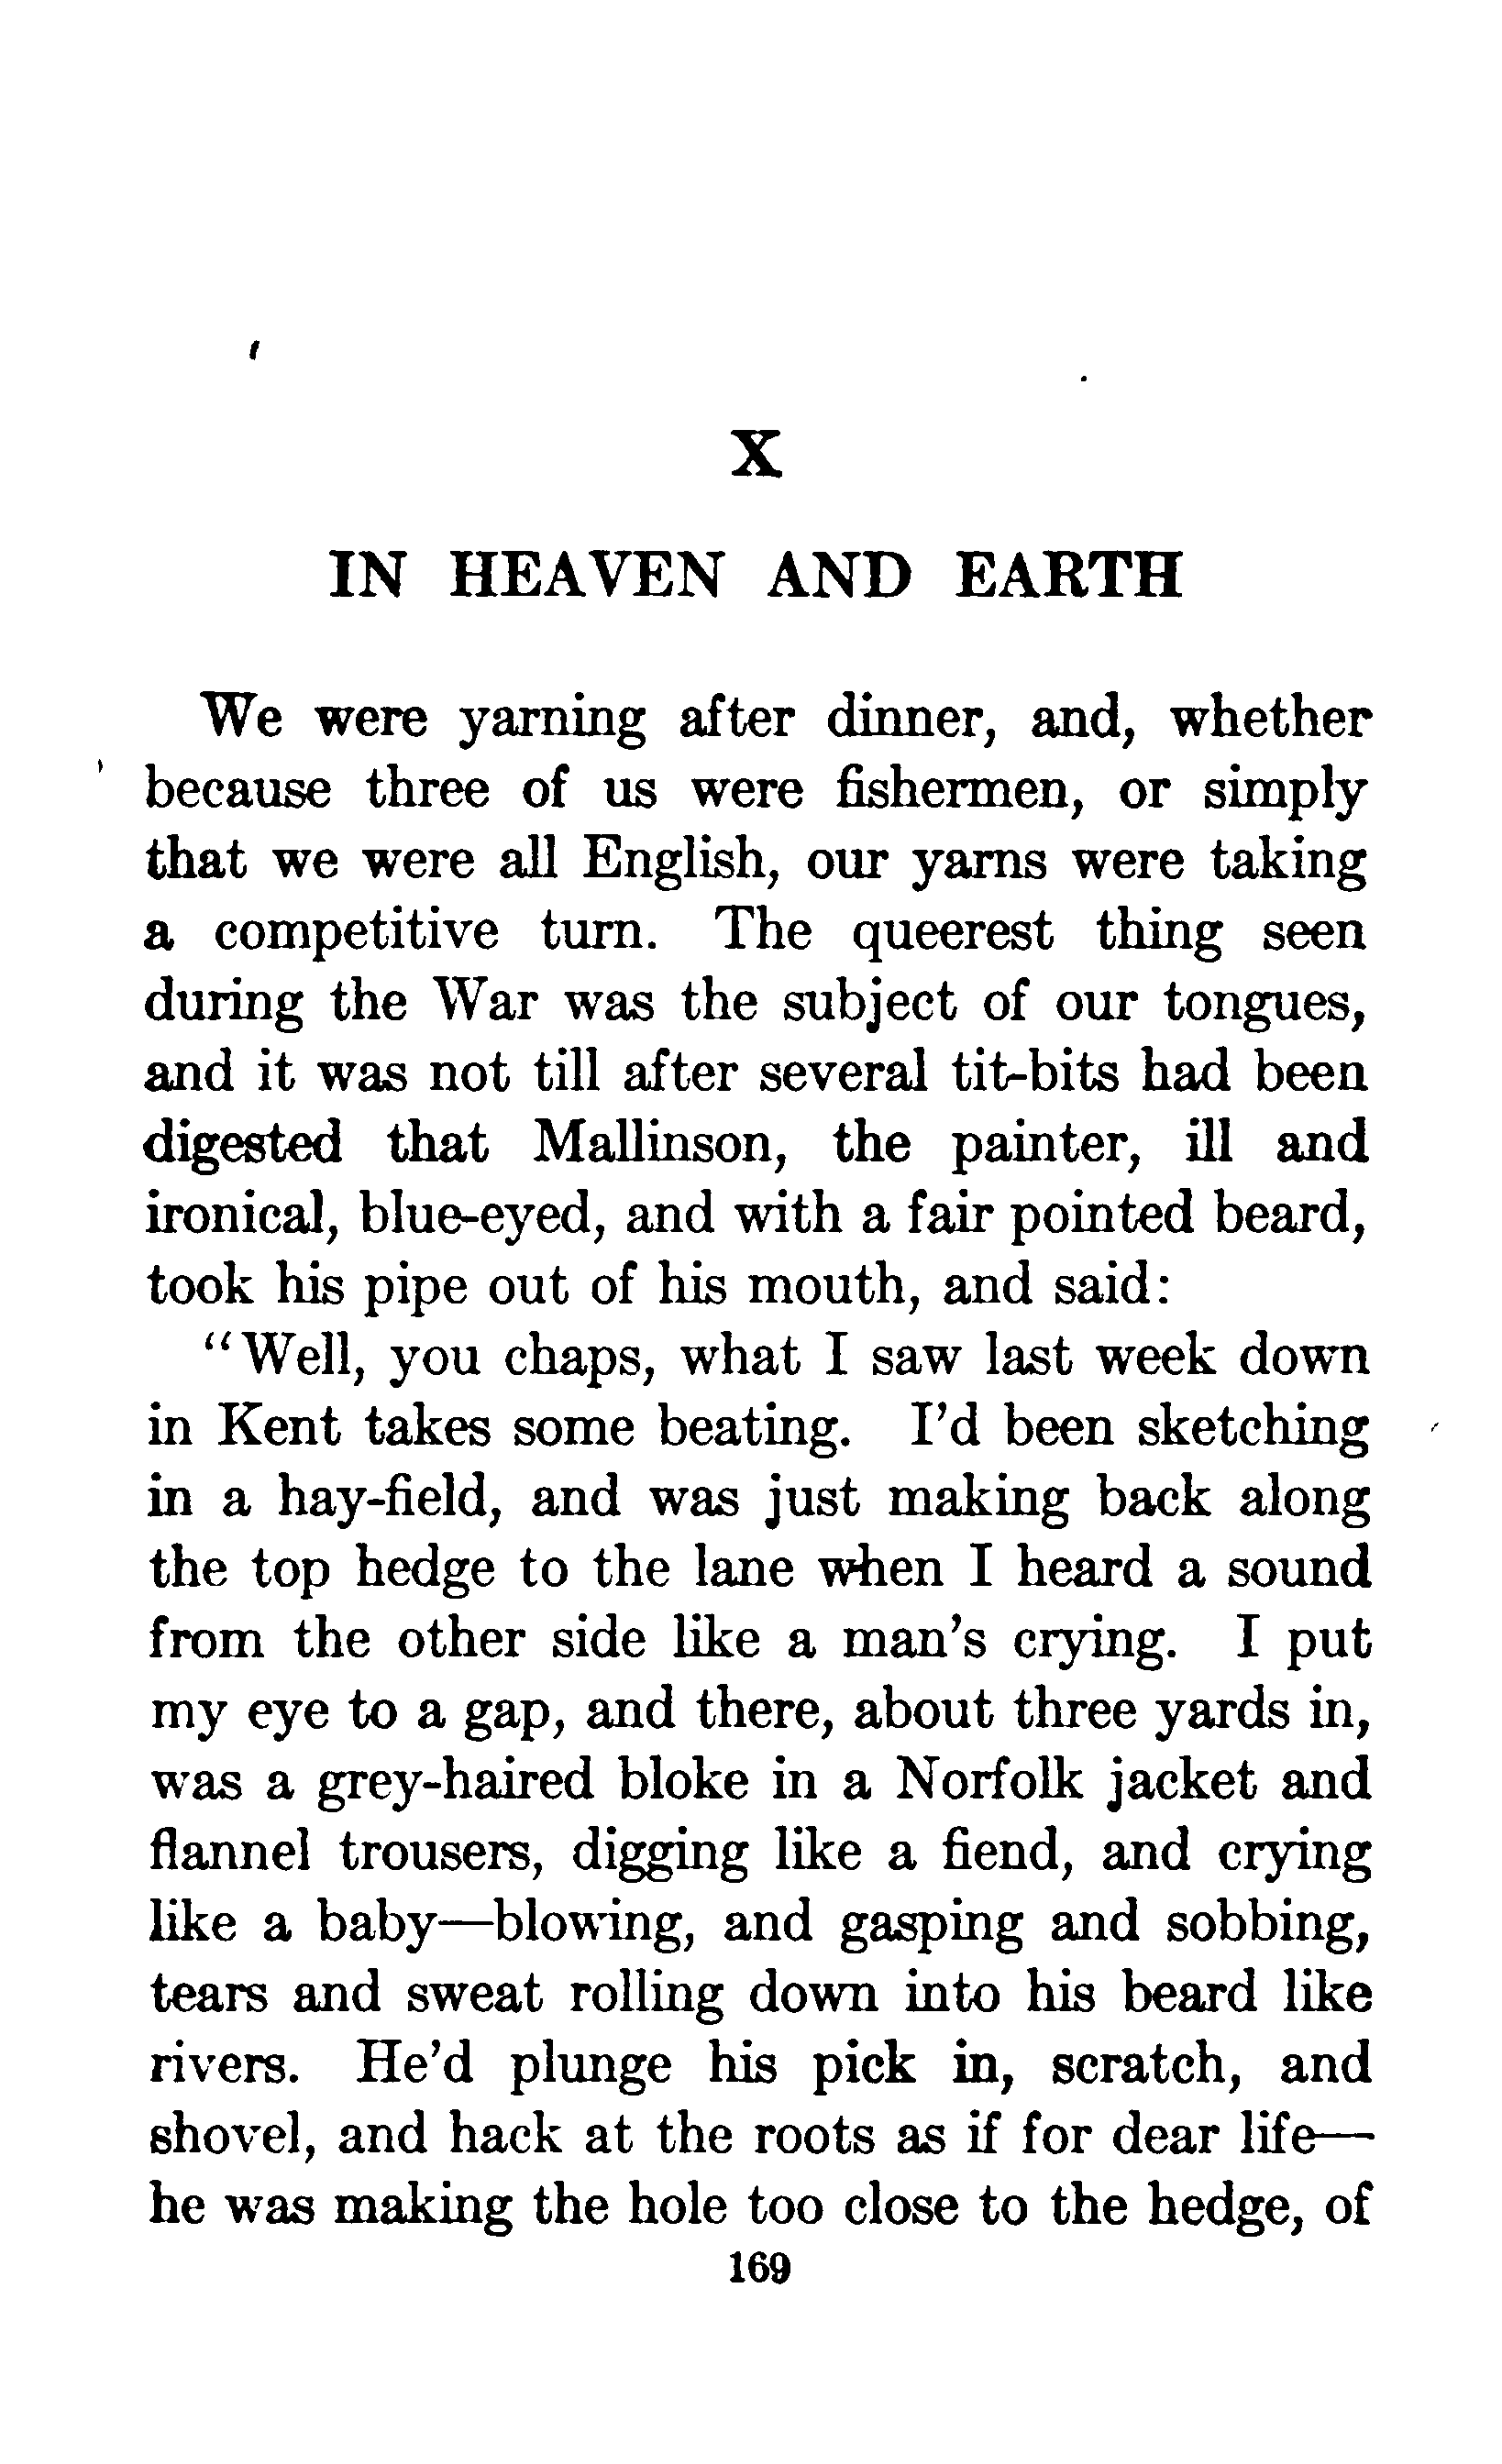 X
IN HEAVEN AND EARTH
We were yarning after dinner, and, whether
because three of us were fishermen, or simply
that we were all English, our yarns were taking
a competitive turn. The queerest thing seen
during the War was the subject of our tongues,
and it was not till after several tit-bits had been
digested that Mallinson, the painter, ill and
ironical, blue-eyed, and with a fair pointed beard,
took his pipe out of his mouth, and said:
“Well, you chaps, what I saw last week down
in Kent takes some beating. I’d been sketching
in a hay-field, and was just making back along
the top hedge to the lane when I heard a sound
from the other side like a man’s crying. I put
my eye to a gap, and there, about three yards in,
was a grey-haired bloke in a Norfolk jacket and
flannel trousers, digging like a fiend, and crying
like a baby—blowing, and gasping and sobbing,
tears and sweat rolling down into his beard like
rivers. He’d plunge his pick in, scratch, and
shovel, and hack at the roots as if for dear life—
he was making the hole too close to the hedge, of
169